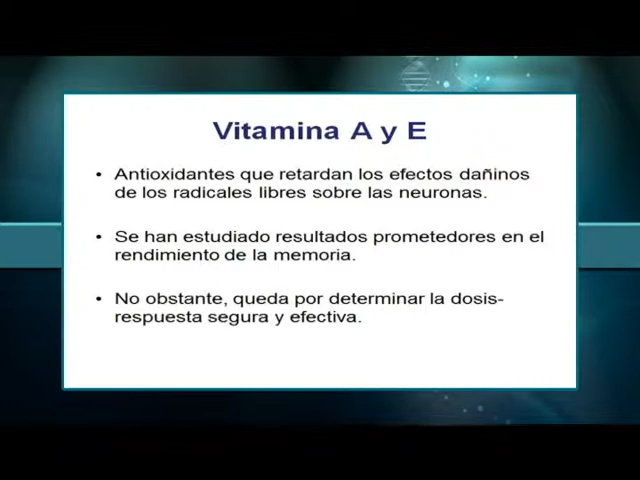 Vitamina A y E
• Antioxidantes que retardan los efectos dañinos
de los radicales libres sobre las neuronas.
• Se han estudiado resultados prometedores en el
rendimiento de la memoria.
• No obstante, queda por determinar la dosis-
respuesta segura y efectiva.